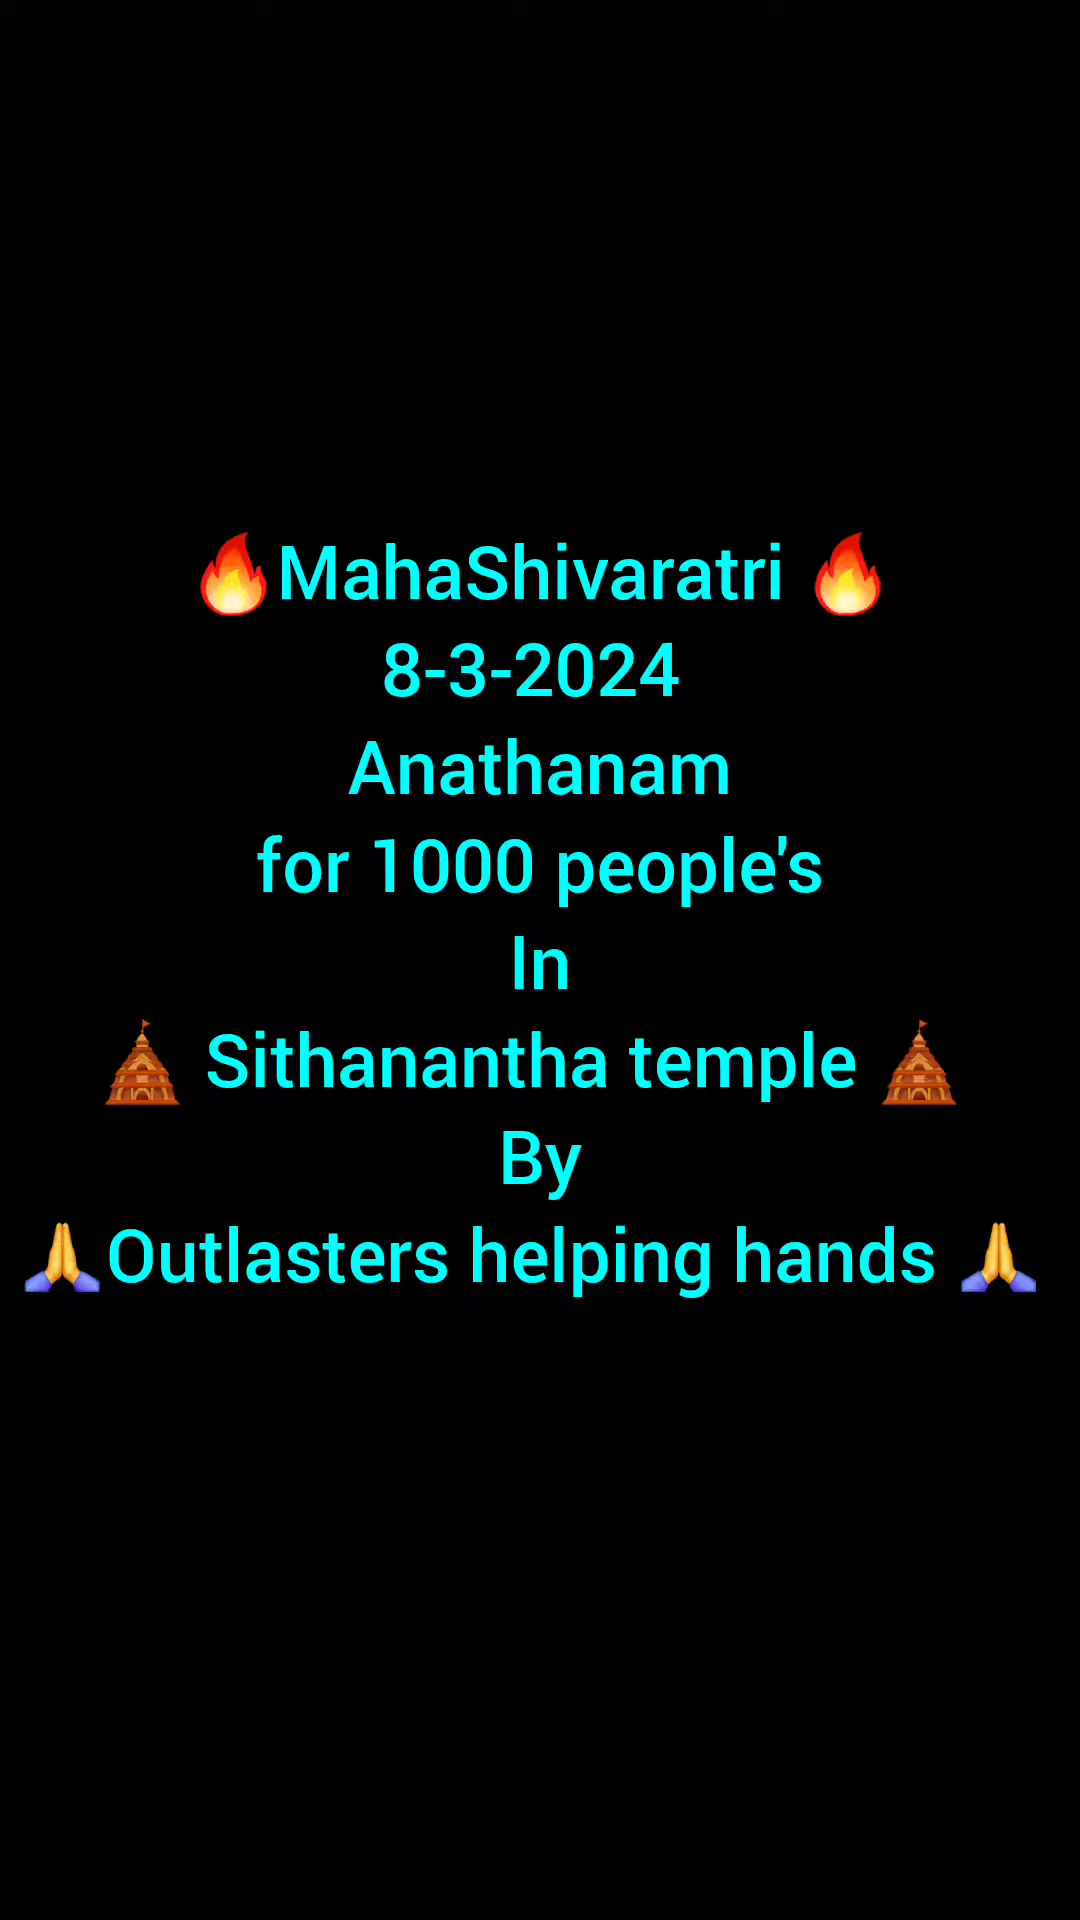 🔥MahaShivaratri 🔥
8-3-2024
Anathanam
for 1000 people's
In
🛕 Sithanantha temple 🛕
By
🙏Outlasters helping hands 🙏